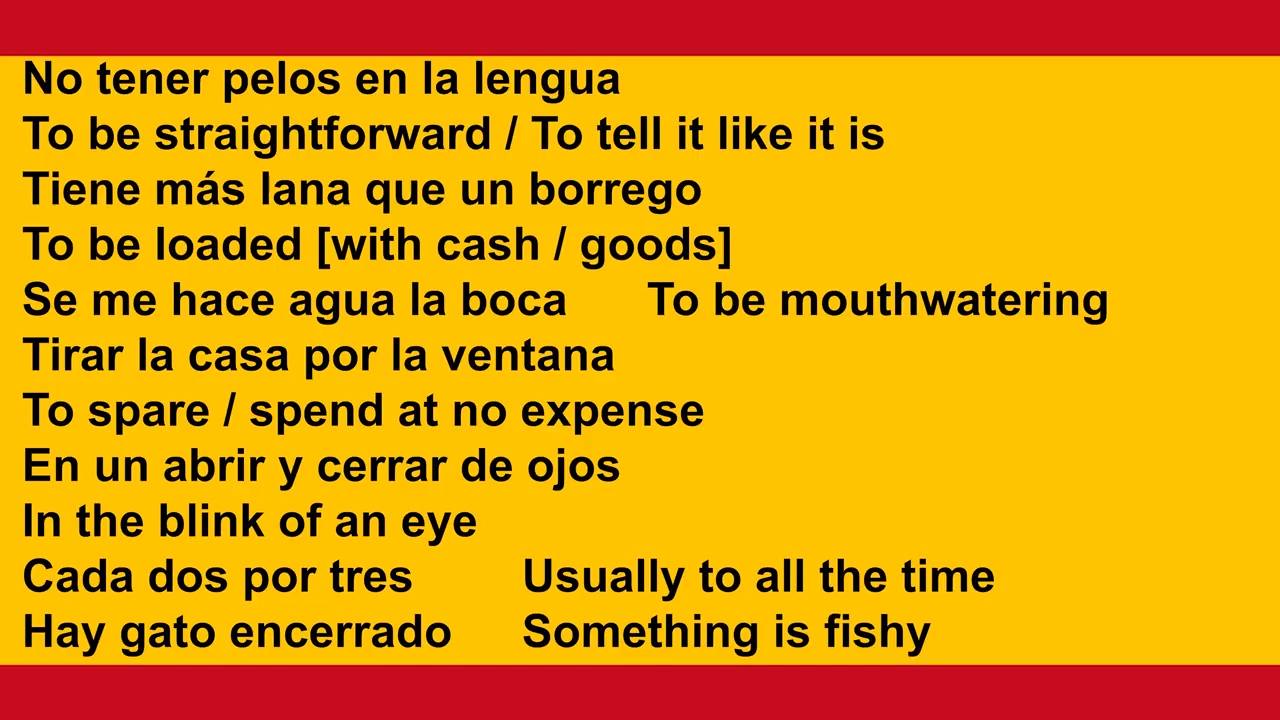 No tener pelos en la lengua
To be straightforward / To tell it like it is
Tiene más lana que un borrego
To be loaded [with cash / goods]
Se me hace agua la boca To be mouthwatering
Tirar la casa por la ventana
To spare / spend at no expense
En un abrir y cerrar de ojos
In the blink of an eye
Cada dos por tres Usually to all the time
Hay gato encerrado Something is fishy